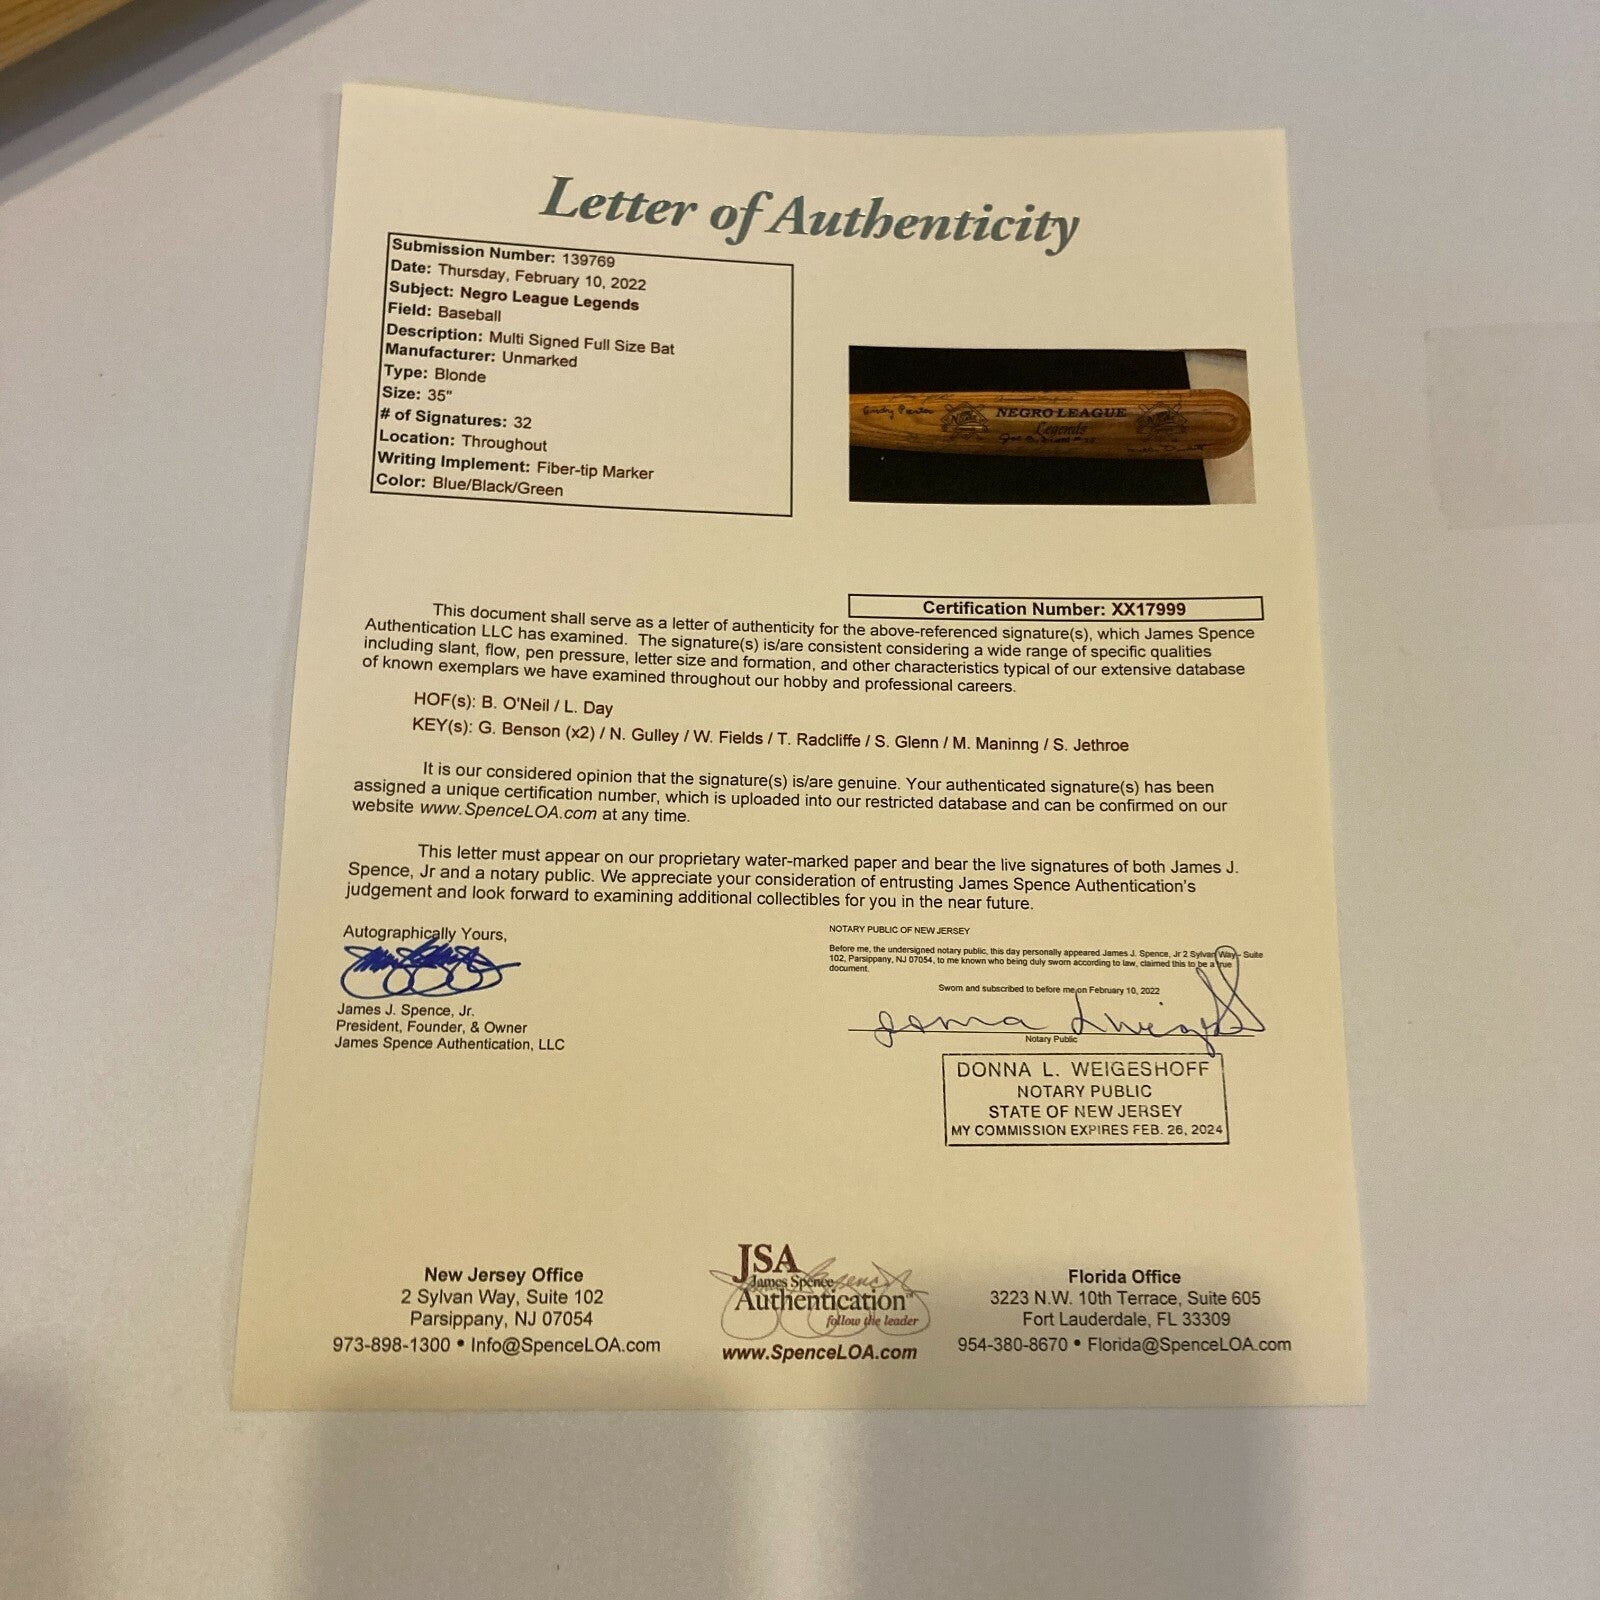 Letter of Authenticity
Submission Number: 139769
Date: Thursday, February 10, 2022
Subject: Negro League Legends
Field: Baseball
Description: Multi Signed Full Size Bat
Manufacturer: Unmarked
Type: Blonde
Size: 35"
# of Signatures: 32
Location: Throughout
Writing Implement: Fiber-tip Marker
Color: Blue/Black/Green
NEGRO LEAGUE
Legends
Certification Number: XX17999
This document shall serve as a letter of authenticity for the above-referenced signature(s), which James Spence
Authentication LLC has examined. The signature(s) is/are consistent considering a wide range of specific qualities
including slant, flow, pen pressure, letter size and formation, and other characteristics typical of our extensive database
of known exemplars we have examined throughout our hobby and professional careers.
HOF(s): B. O'Neil / L. Day
KEY(s): G. Benson (x2) / N. Gulley / W. Fields / T. Radcliffe / S. Glenn / M. Maninng / S. Jethroe
It is our considered opinion that the signature(s) is/are genuine. Your authenticated signature(s) has been
assigned a unique certification number, which is uploaded into our restricted database and can be confirmed on our
website www.SpenceLOA.com at any time.
This letter must appear on our proprietary water-marked paper and bear the live signatures of both James J.
Spence, Jr and a notary public. We appreciate your consideration of entrusting James Spence Authentication's
judgement and look forward to examining additional collectibles for you in the near future.
Autographically Yours,
James J. Spence, Jr.
President, Founder, & Owner
James Spence Authentication, LLC
NOTARY PUBLIC OF NEW JERSEY
Before me, the undersigned notary public, this day personally appeared James J. Spence, Jr 2 Sylvan Way- Suite
102, Parsippany, NJ 07054, to me known who being duly sworn according to law, claimed this to be a true
document.
Sworn and subscribed to before me on February 10, 2022
Notary Public
DONNA L. WEIGESHOFF
NOTARY PUBLIC
STATE OF NEW JERSEY
MY COMMISSION EXPIRES FEB. 26, 2024
New Jersey Office
2 Sylvan Way, Suite 102
Parsippany, NJ 07054
973-898-1300 • Info@SpenceLOA.com
JSA
James Spence
Authentication
follow the leader
www.SpenceLOA.com
Florida Office
3223 N.W. 10th Terrace, Suite 605
Fort Lauderdale, FL 33309
954-380-8670 • Florida@SpenceLOA.com